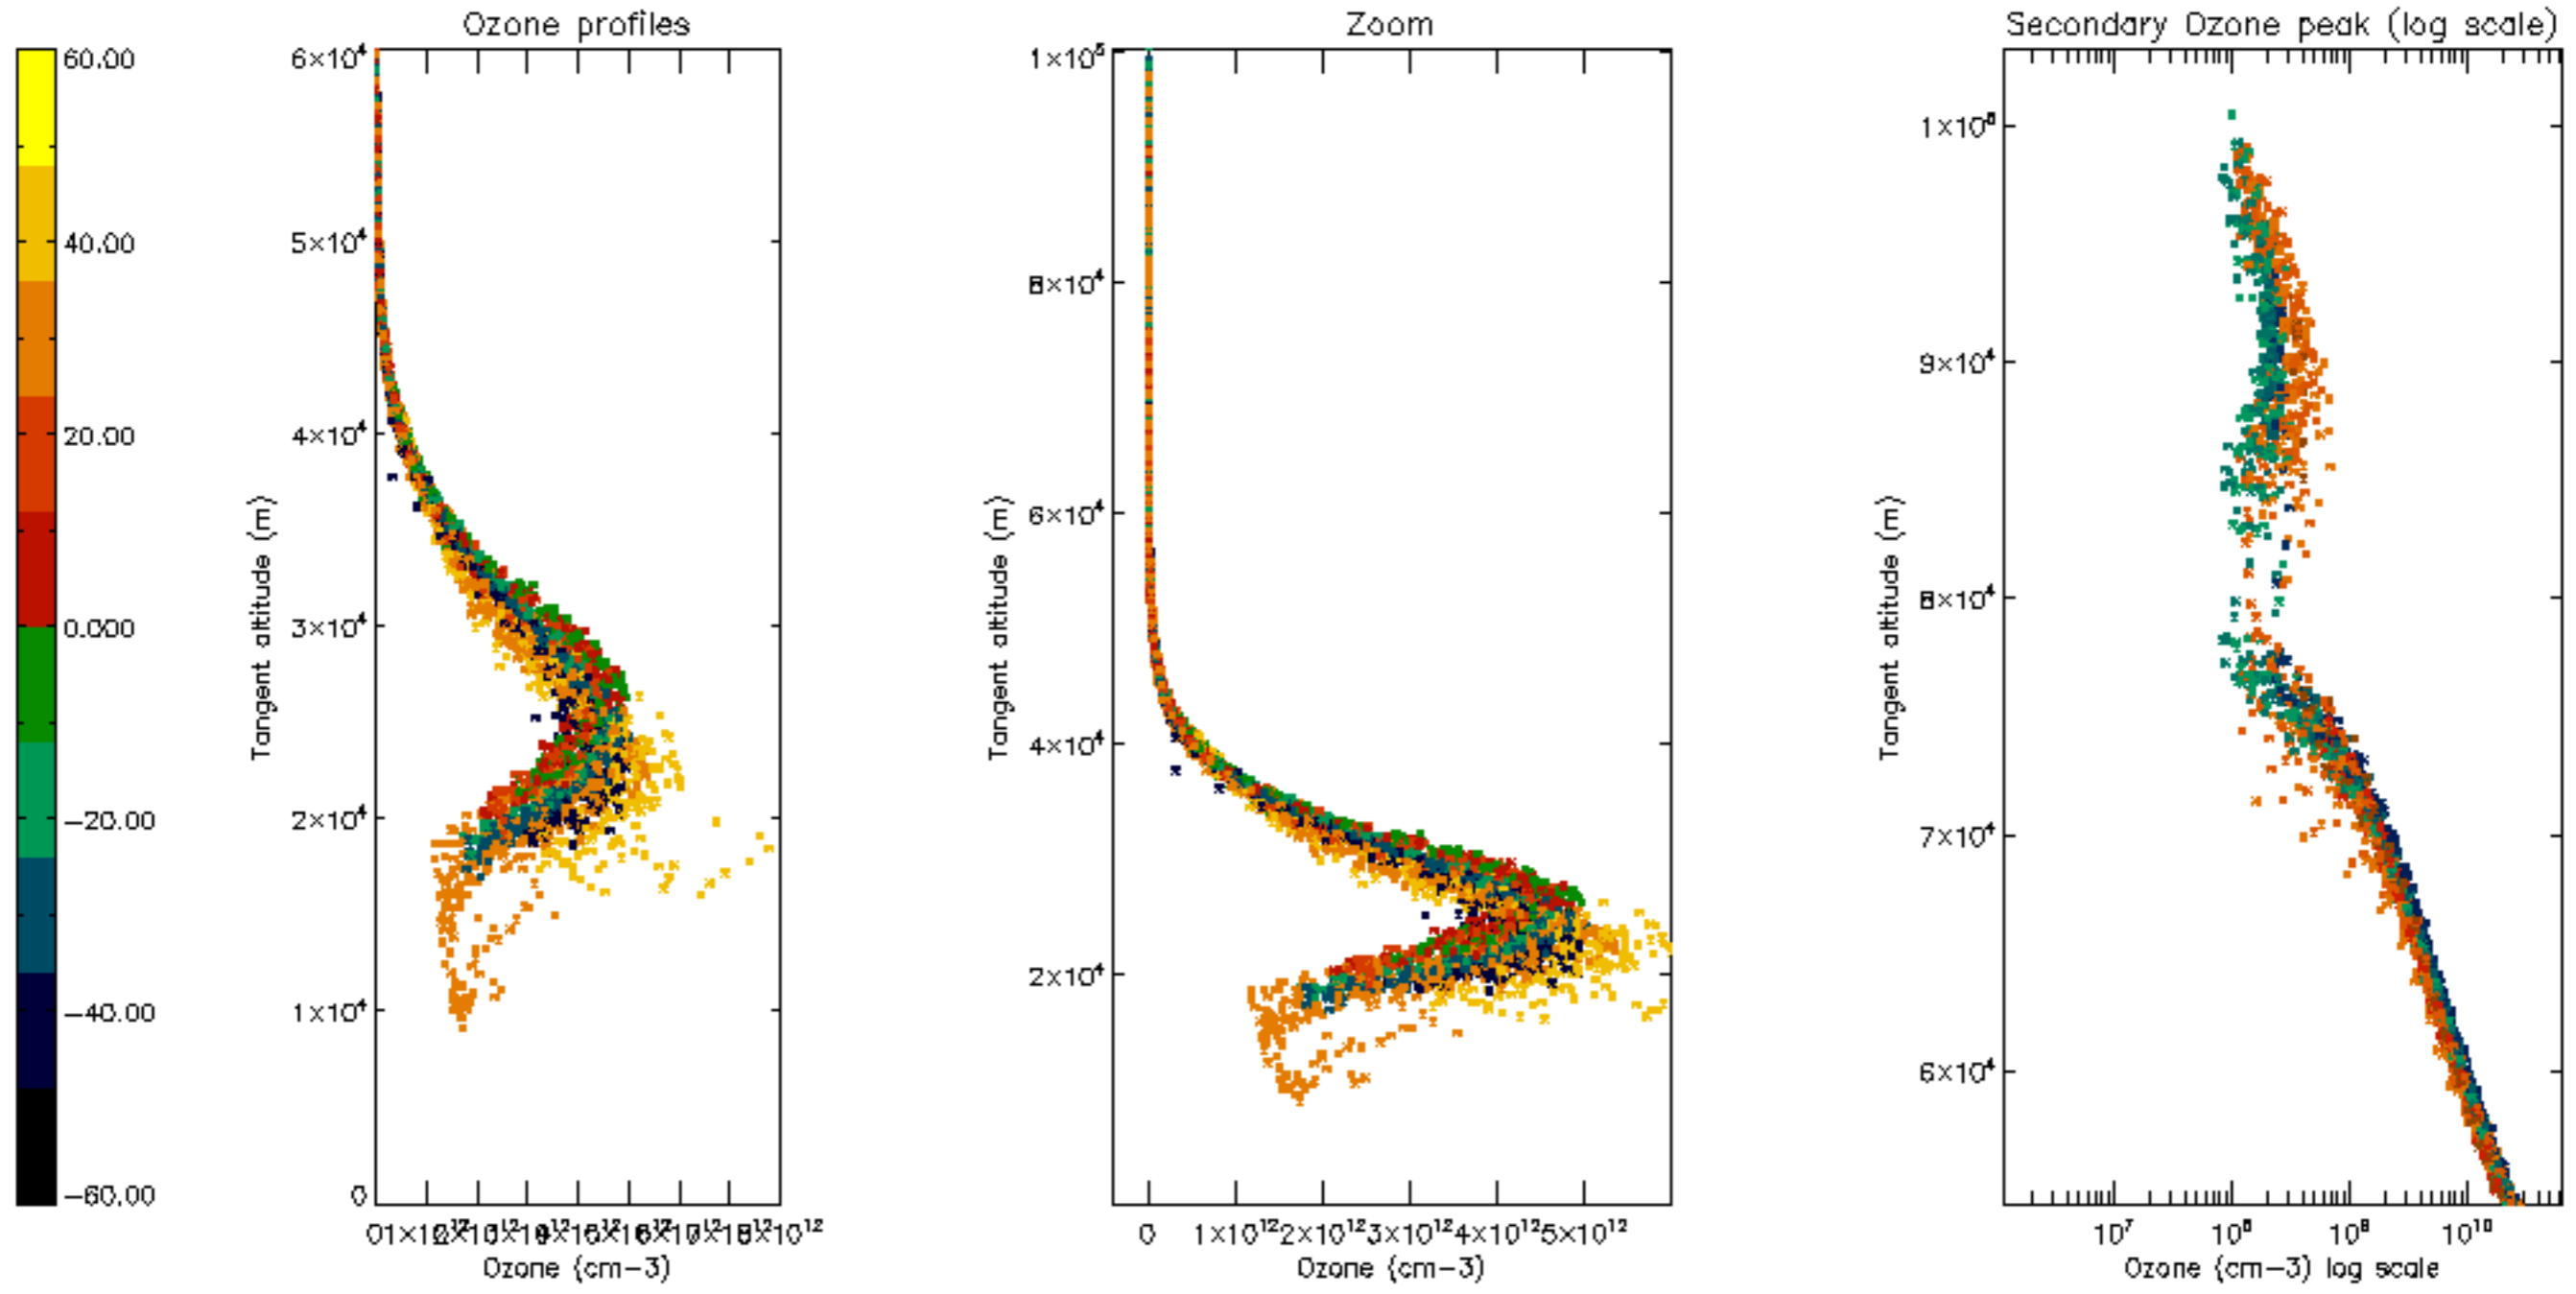 Ozone profiles
Zoom
Secondary Ozone peak (log scale)
60.00
40.00
20.00
0.00
−20.00
−40.00
−60.00
Tangent altitude (m)
6×10⁴
5×10⁴
4×10⁴
3×10⁴
2×10⁴
1×10⁴
0
Ozone (cm−3)
Tangent altitude (m)
1×10⁵
8×10⁴
6×10⁴
4×10⁴
2×10⁴
0 1×10¹² 2×10¹² 3×10¹² 4×10¹² 5×10¹²
Ozone (cm−3)
Tangent altitude (m)
1×10⁵
9×10⁴
8×10⁴
7×10⁴
6×10⁴
10⁷ 10⁸ 10⁹ 10¹⁰
Ozone (cm−3) log scale